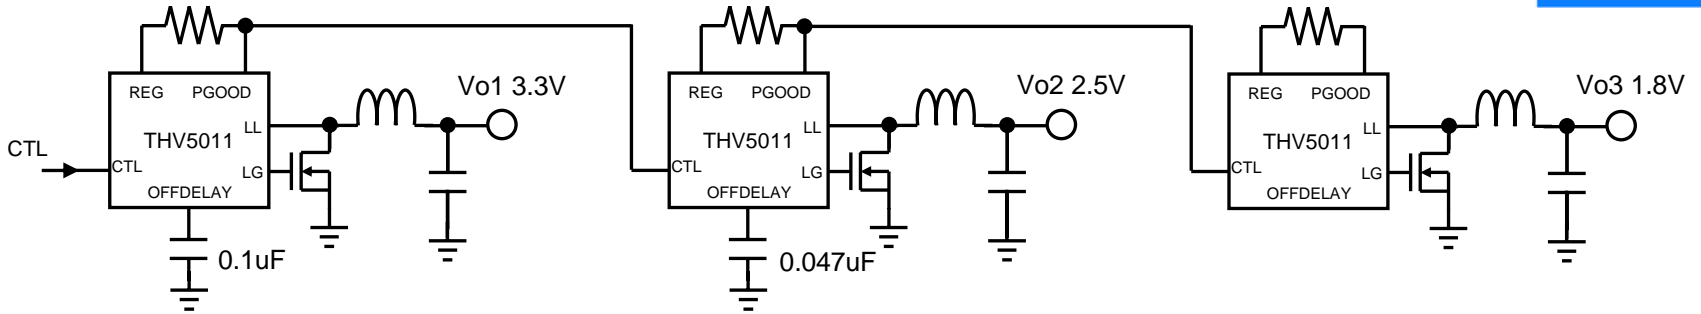 Vo1 3.3V
Vo2 2.5V
Vo3 1.8V
REG PGOOD
REG PGOOD
REG PGOOD
LL
LL
LL
THV5011
THV5011
THV5011
CTL
CTL
LG
CTL
LG
CTL
LG
OFFDELAY
OFFDELAY
OFFDELAY
0.1uF
0.047uF